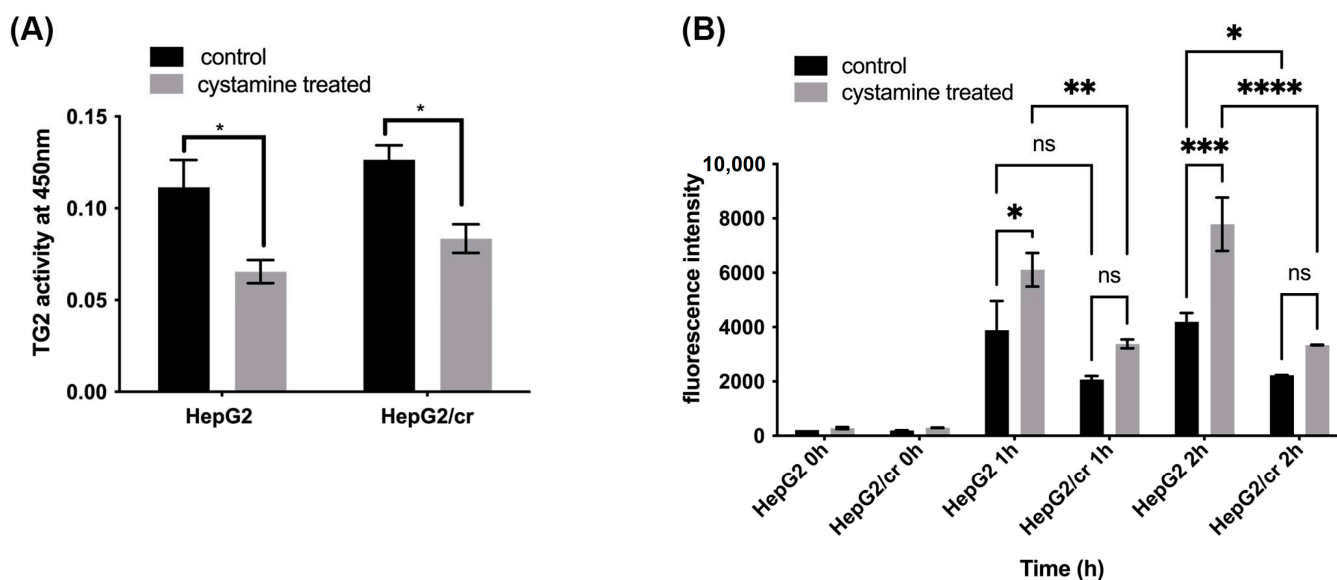 (A)
control
cystamine treated
TG2 activity at 450nm
0.15
0.10
0.05
0.00
*
*
HepG2
HepG2/cr
(B)
control
cystamine treated
fluorescence intensity
10,000
8000
6000
4000
2000
0
*
**
****
ns
***
*
ns
ns
HepG2 0h
HepG2/cr 0h
HepG2 1h
HepG2/cr 1h
HepG2 2h
HepG2/cr 2h
Time (h)